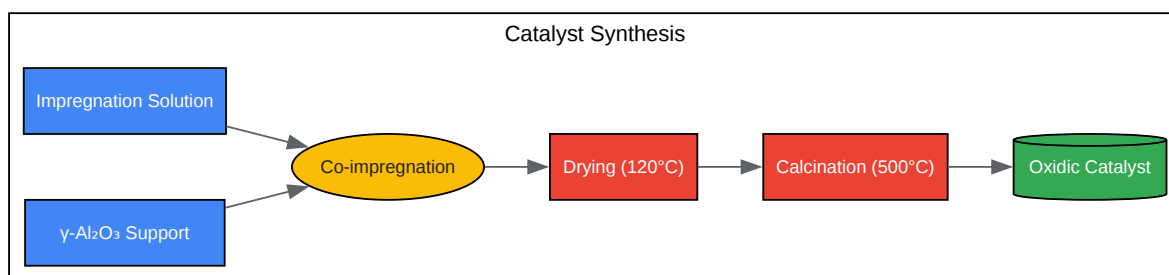 Catalyst Synthesis
Impregnation Solution
γ-Al₂O₃ Support
Co-impregnation
Drying (120°C)
Calcination (500°C)
Oxidic Catalyst